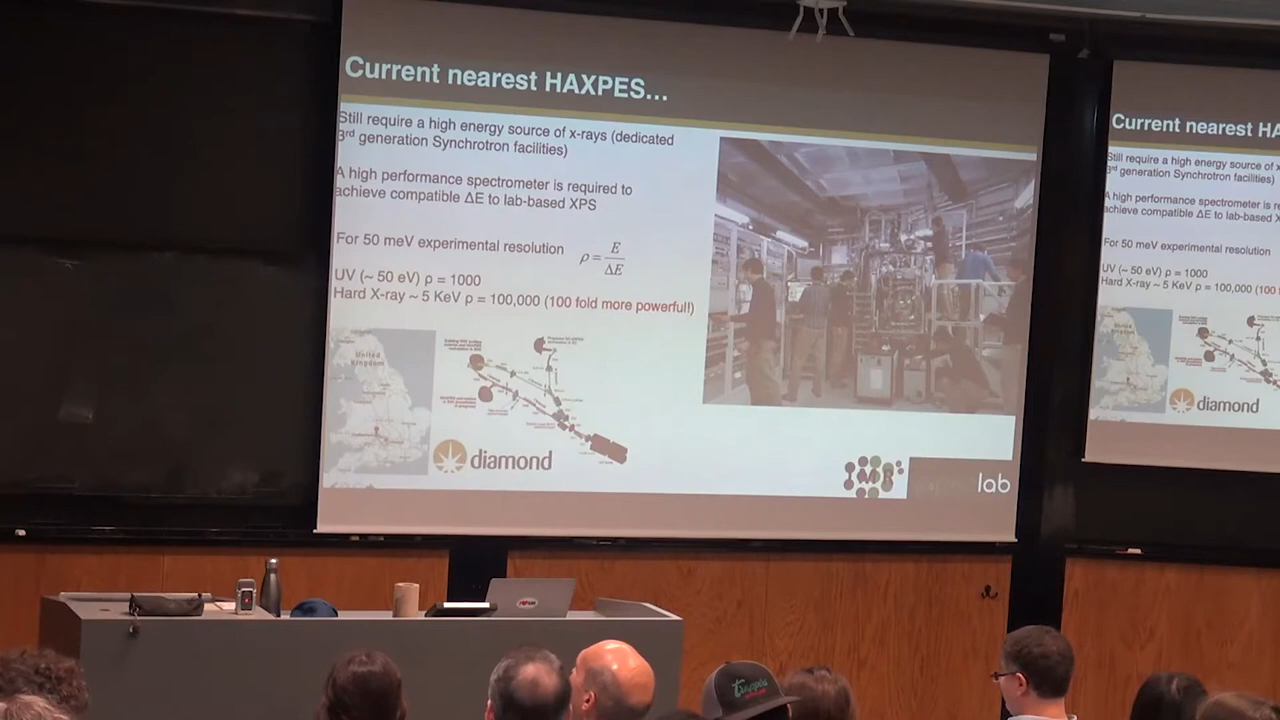 Current nearest HAXPES...
Still require a high energy source of x-rays (dedicated
3rd generation Synchrotron facilities)
A high performance spectrometer is required to
achieve compatible ΔE to lab-based XPS
For 50 meV experimental resolution
ρ = E / ΔE
UV (~ 50 eV) ρ = 1000
Hard X-ray ~ 5 KeV ρ = 100,000 (100 fold more powerful!)
United
Kingdom
diamond
IMR
lab
Current nearest HA
Still require a high energy source of x
3rd generation Synchrotron facilities)
A high performance spectrometer is re
achieve compatible ΔE to lab-based X
For 50 meV experimental resolution
UV (~ 50 eV) ρ = 1000
Hard X-ray ~ 5 KeV ρ = 100,000 (100 f
diamond